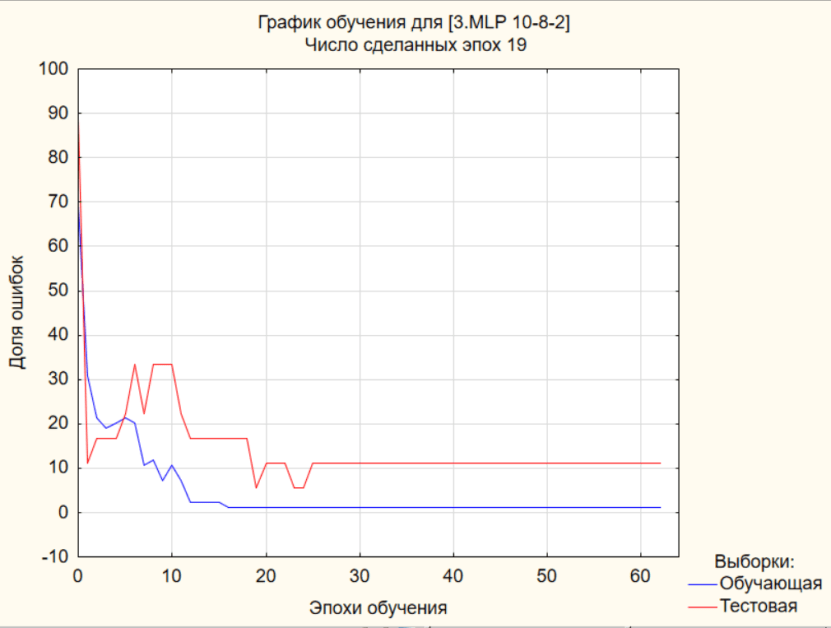 График обучения для [3.MLP 10-8-2]
Число сделанных эпох 19
100
90
80
70
60
50
40
30
20
10
0
-10
Доля ошибок
0 10 20 30 40 50 60
Эпохи обучения
Выборки:
Обучающая
Тестовая